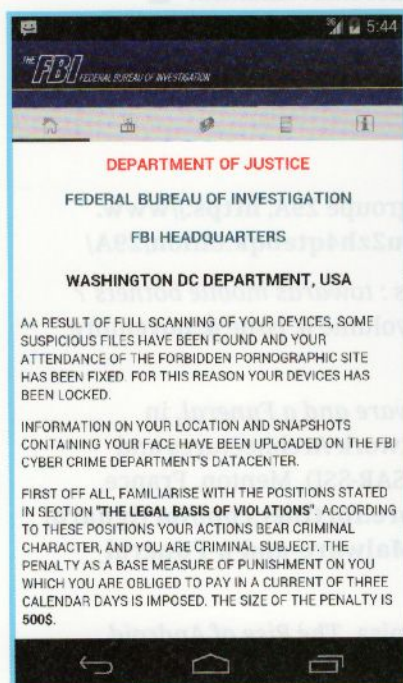 3G 5:44
THE FBI FEDERAL BUREAU OF INVESTIGATION
DEPARTMENT OF JUSTICE
FEDERAL BUREAU OF INVESTIGATION
FBI HEADQUARTERS
WASHINGTON DC DEPARTMENT, USA
AA RESULT OF FULL SCANNING OF YOUR DEVICES, SOME
SUSPICIOUS FILES HAVE BEEN FOUND AND YOUR
ATTENDANCE OF THE FORBIDDEN PORNOGRAPHIC SITE
HAS BEEN FIXED. FOR THIS REASON YOUR DEVICES HAS
BEEN LOCKED.
INFORMATION ON YOUR LOCATION AND SNAPSHOTS
CONTAINING YOUR FACE HAVE BEEN UPLOADED ON THE FBI
CYBER CRIME DEPARTMENT'S DATACENTER.
FIRST OFF ALL, FAMILIARISE WITH THE POSITIONS STATED
IN SECTION "THE LEGAL BASIS OF VIOLATIONS". ACCORDING
TO THESE POSITIONS YOUR ACTIONS BEAR CRIMINAL
CHARACTER, AND YOU ARE CRIMINAL SUBJECT. THE
PENALTY AS A BASE MEASURE OF PUNISHMENT ON YOU
WHICH YOU ARE OBLIGED TO PAY IN A CURRENT OF THREE
CALENDAR DAYS IS IMPOSED. THE SIZE OF THE PENALTY IS
500$.